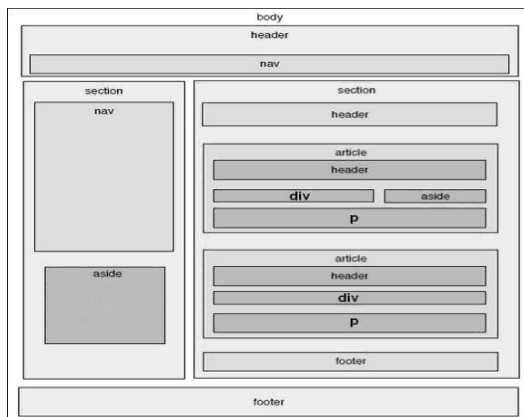 body
header
nav
section
nav
aside
section
header
article
header
div
aside
p
article
header
div
p
footer
footer